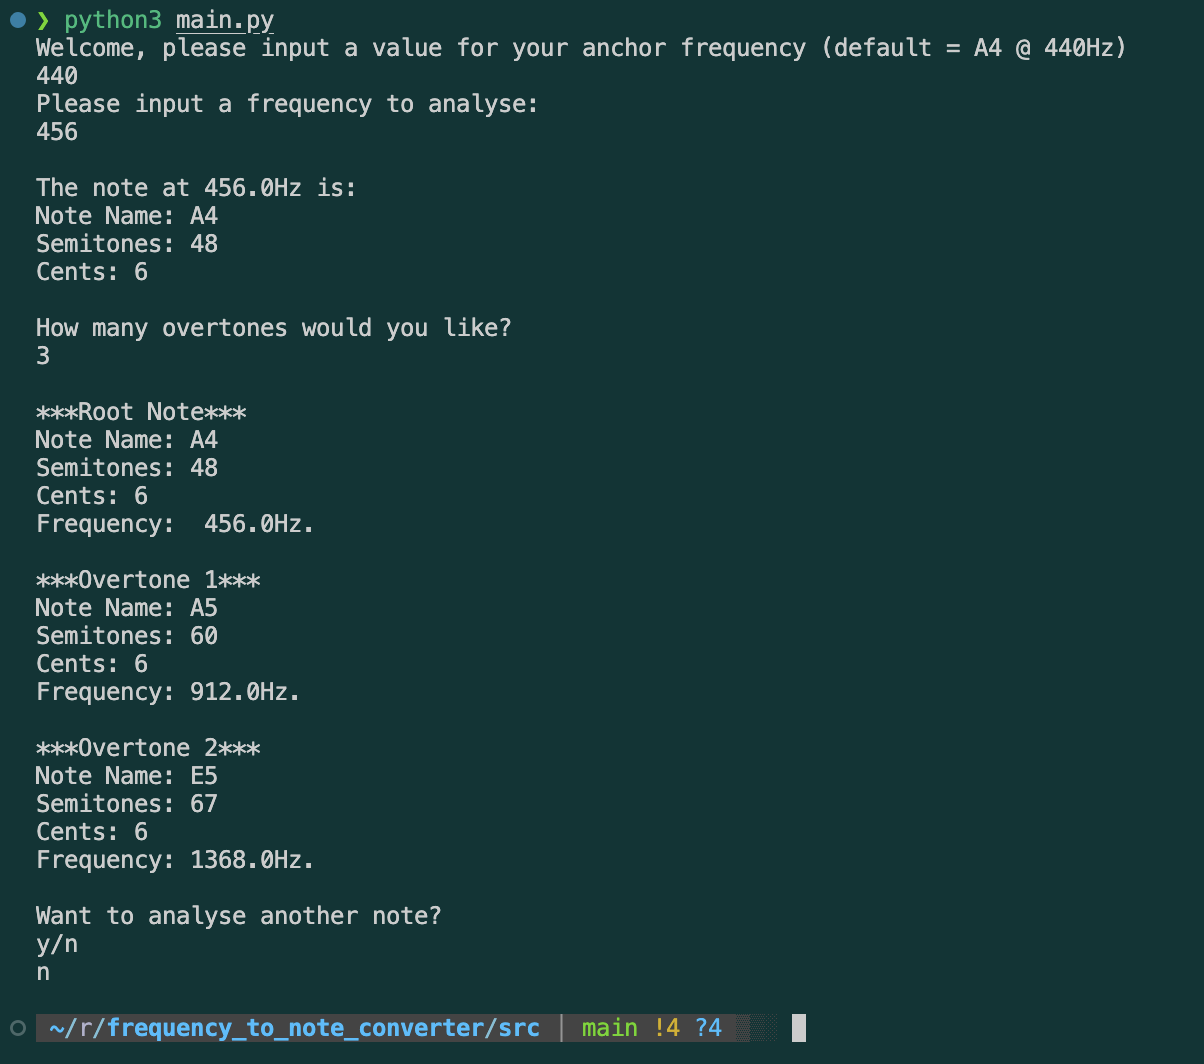 ❯ python3 main.py
Welcome, please input a value for your anchor frequency (default = A4 @ 440Hz)
440
Please input a frequency to analyse:
456
The note at 456.0Hz is:
Note Name: A4
Semitones: 48
Cents: 6
How many overtones would you like?
3
***Root Note***
Note Name: A4
Semitones: 48
Cents: 6
Frequency:  456.0Hz.
***Overtone 1***
Note Name: A5
Semitones: 60
Cents: 6
Frequency: 912.0Hz.
***Overtone 2***
Note Name: E5
Semitones: 67
Cents: 6
Frequency: 1368.0Hz.
Want to analyse another note?
y/n
n
~/r/frequency_to_note_converter/src | main !4 ?4